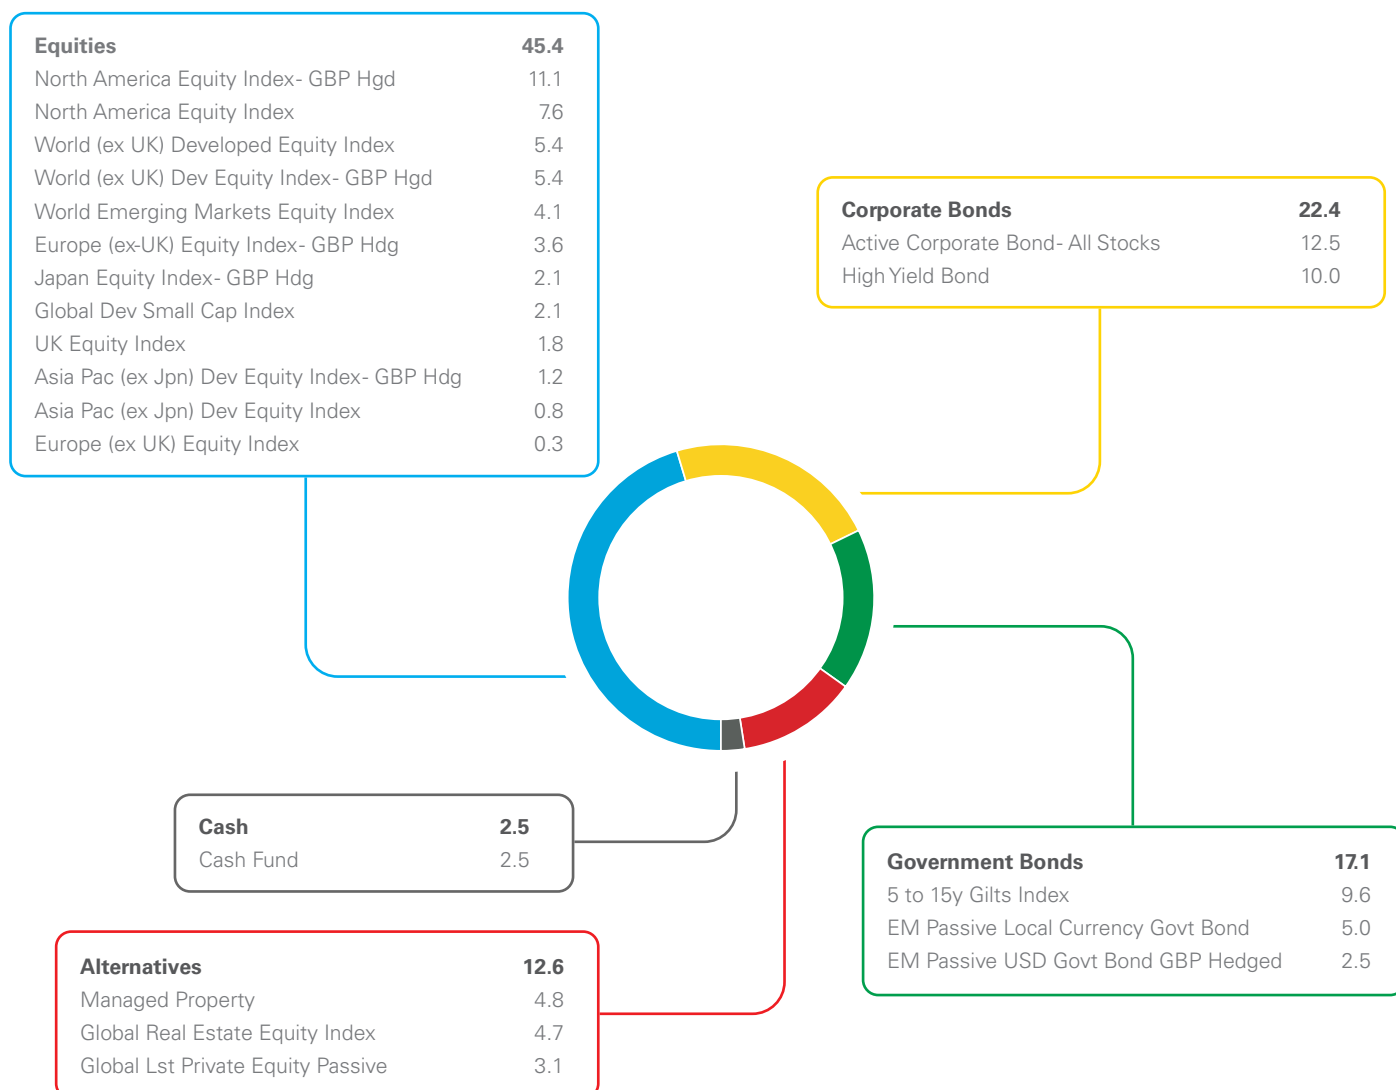 Equities 45.4
North America Equity Index- GBP Hgd 11.1
North America Equity Index 7.6
World (ex UK) Developed Equity Index 5.4
World (ex UK) Dev Equity Index- GBP Hgd 5.4
World Emerging Markets Equity Index 4.1
Europe (ex-UK) Equity Index- GBP Hdg 3.6
Japan Equity Index- GBP Hdg 2.1
Global Dev Small Cap Index 2.1
UK Equity Index 1.8
Asia Pac (ex Jpn) Dev Equity Index- GBP Hdg 1.2
Asia Pac (ex Jpn) Dev Equity Index 0.8
Europe (ex UK) Equity Index 0.3
Corporate Bonds 22.4
Active Corporate Bond- All Stocks 12.5
High Yield Bond 10.0
Cash 2.5
Cash Fund 2.5
Government Bonds 17.1
5 to 15y Gilts Index 9.6
EM Passive Local Currency Govt Bond 5.0
EM Passive USD Govt Bond GBP Hedged 2.5
Alternatives 12.6
Managed Property 4.8
Global Real Estate Equity Index 4.7
Global Lst Private Equity Passive 3.1